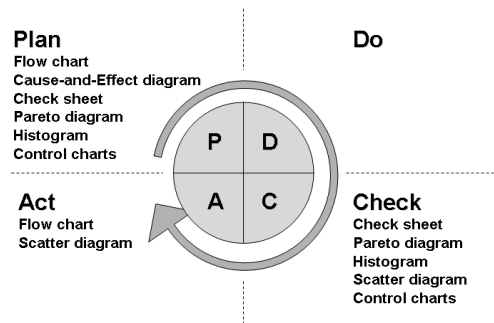 Plan
Flow chart
Cause-and-Effect diagram
Check sheet
Pareto diagram
Histogram
Control charts
Do
P
D
A
C
Act
Flow chart
Scatter diagram
Check
Check sheet
Pareto diagram
Histogram
Scatter diagram
Control charts